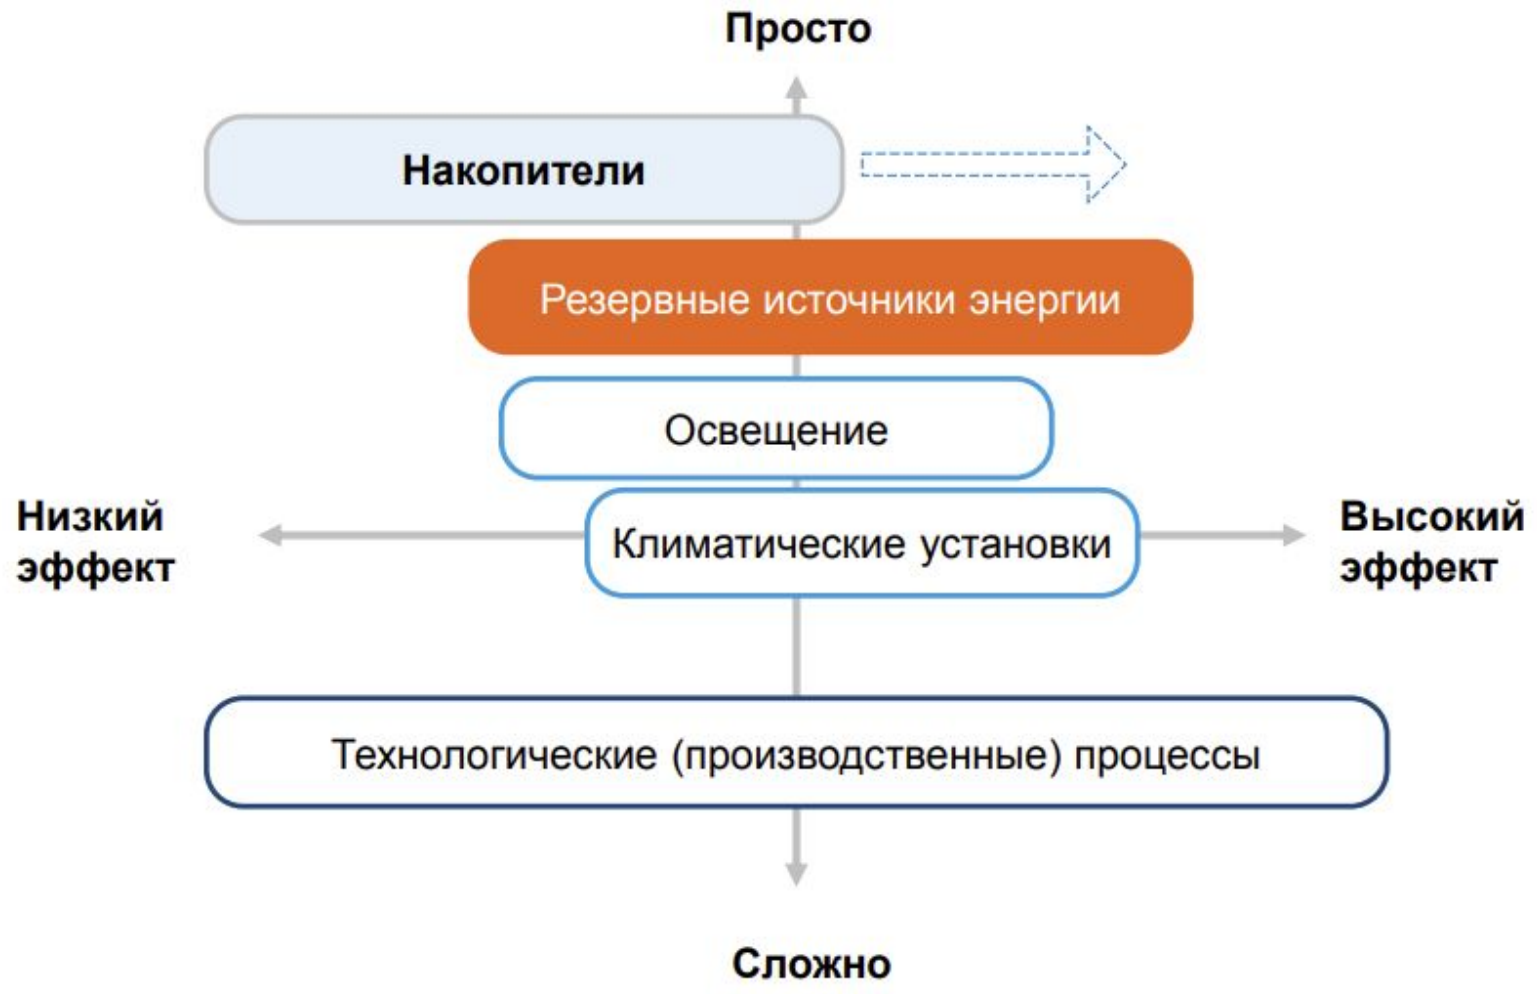 Просто
Накопители
Резервные источники энергии
Освещение
Низкий
эффект
Климатические установки
Высокий
эффект
Технологические (производственные) процессы
Сложно